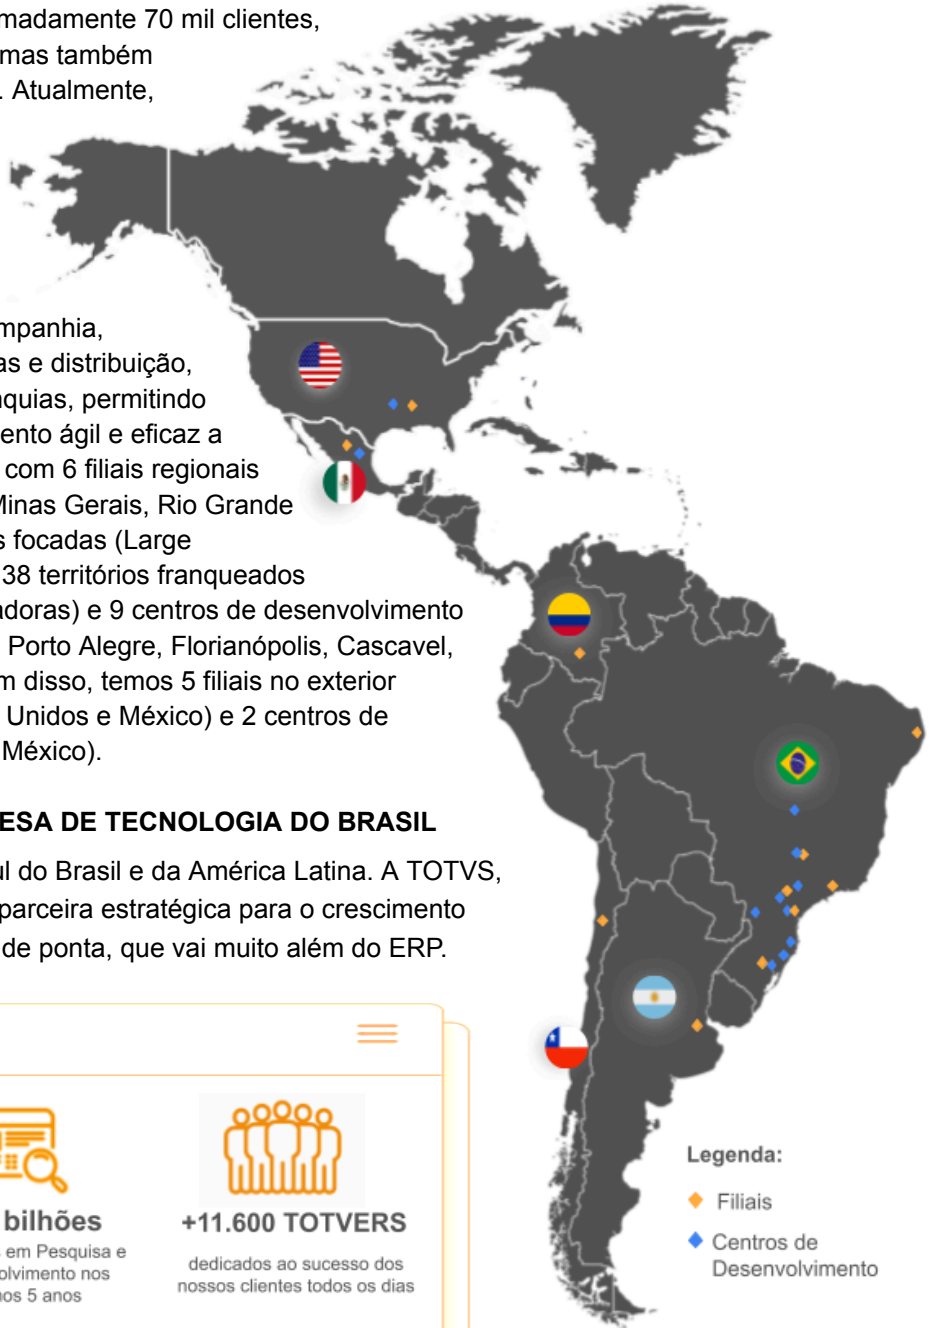 madamente 70 mil clientes,
mas também
. Atualmente,
mpanhia,
as e distribuição,
nquias, permitindo
ento ágil e eficaz a
com 6 filiais regionais
Minas Gerais, Rio Grande
s focadas (Large
38 territórios franqueados
adoras) e 9 centros de desenvolvimento
Porto Alegre, Florianópolis, Cascavel,
m disso, temos 5 filiais no exterior
Unidos e México) e 2 centros de
México).
ESA DE TECNOLOGIA DO BRASIL
ul do Brasil e da América Latina. A TOTVS,
parceira estratégica para o crescimento
de ponta, que vai muito além do ERP.
bilhões
s em Pesquisa e
olvimento nos
nos 5 anos
+11.600 TOTVERS
dedicados ao sucesso dos
nossos clientes todos os dias
Legenda:
Filiais
Centros de
Desenvolvimento